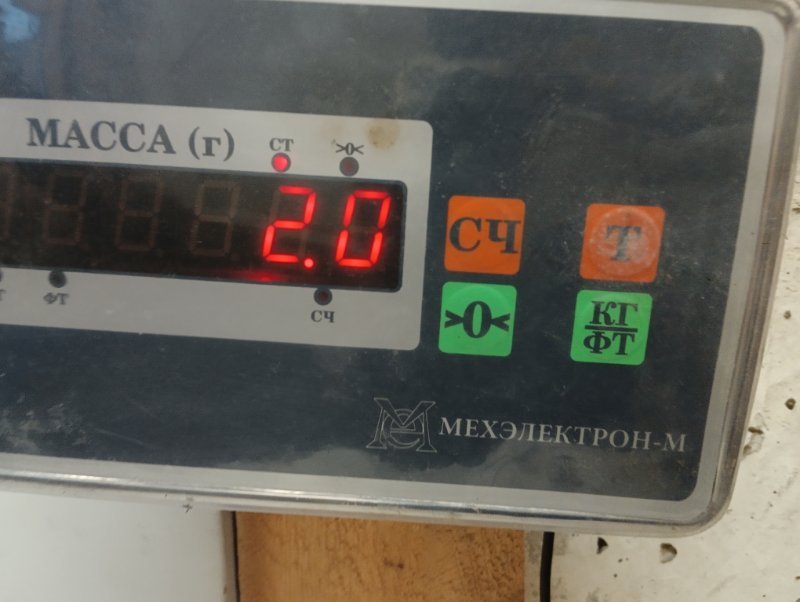 МАССА (г)
СТ
>0<
2.0
ФТ
СЧ
СЧ
Т
>0<
КГ
ФТ
МЕХЭЛЕКТРОН-М